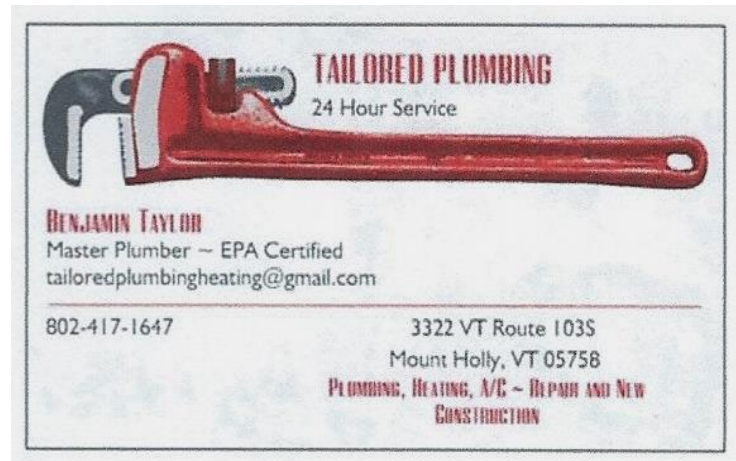 TAILORED PLUMBING
24 Hour Service
BENJAMIN TAYLOR
Master Plumber ~ EPA Certified
tailoredplumbingheating@gmail.com
802-417-1647
3322 VT Route 103S
Mount Holly, VT 05758
PLUMBING, HEATING, A/C ~ REPAIR AND NEW
CONSTRUCTION